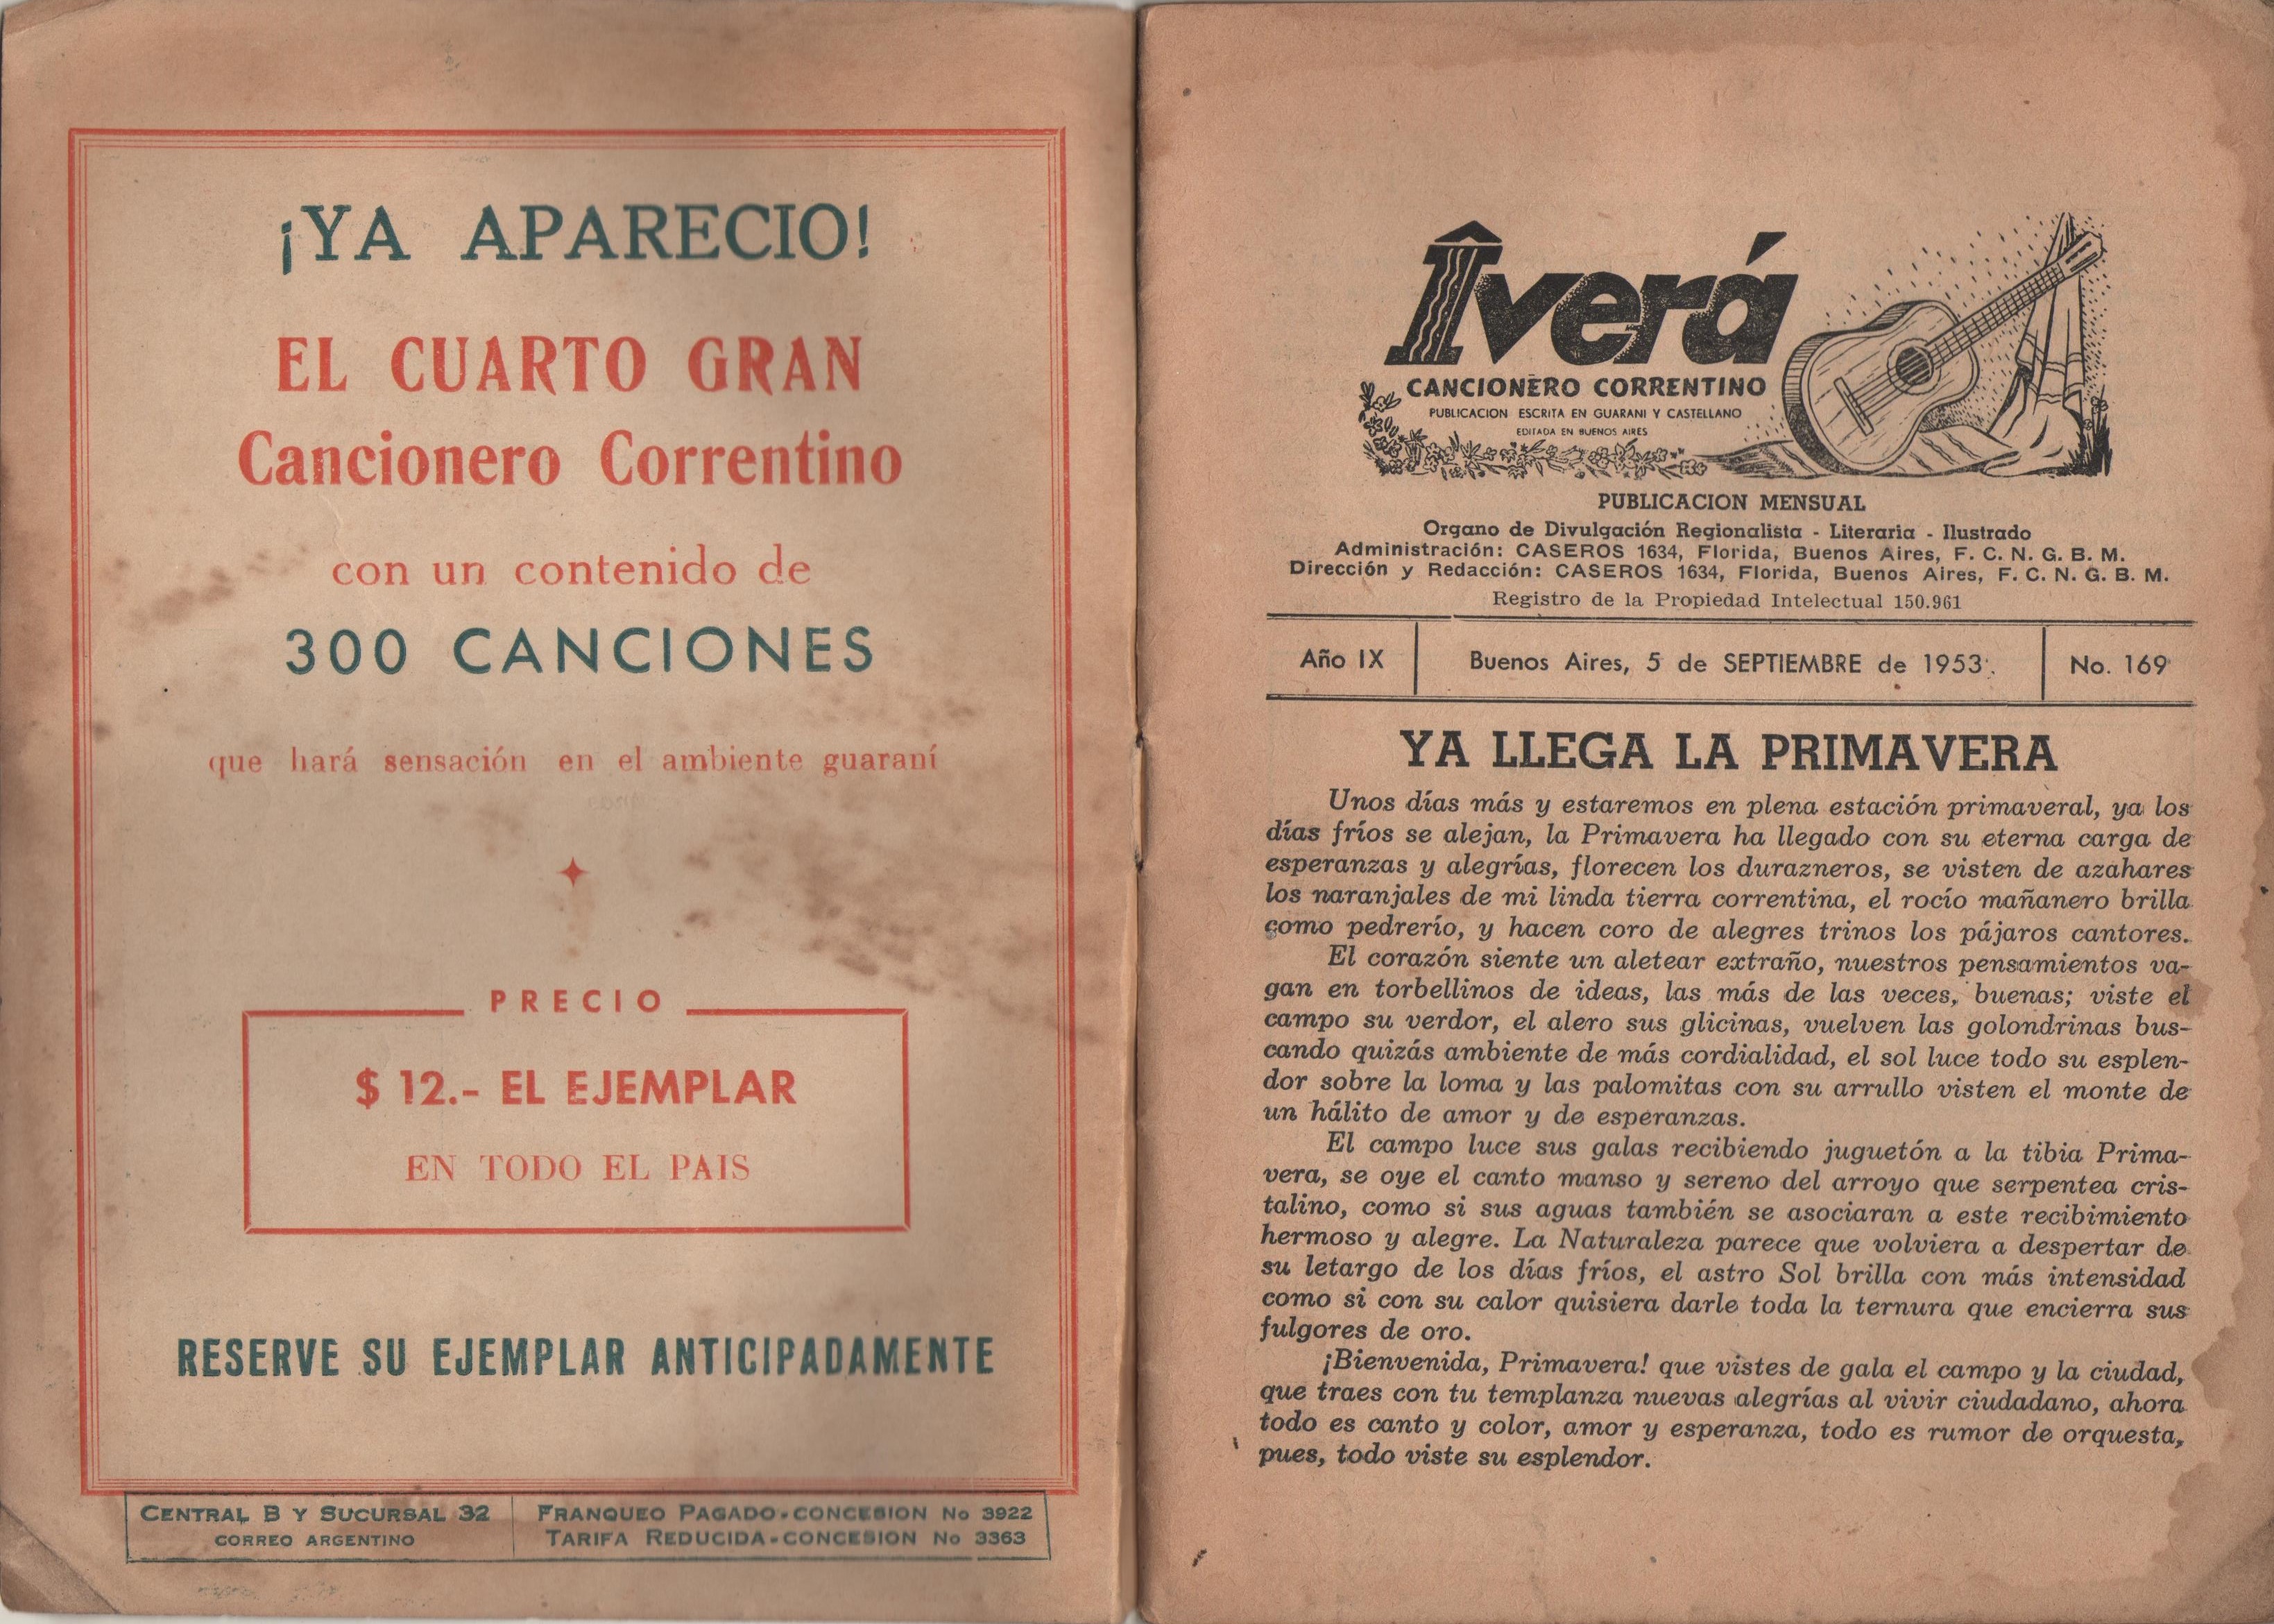 ¡YA APARECIO!
EL CUARTO GRAN
Cancionero Correntino
con un contenido de
300 CANCIONES
que hará sensación en el ambiente guaraní
PRECIO
$ 12.- EL EJEMPLAR
EN TODO EL PAIS
RESERVE SU EJEMPLAR ANTICIPADAMENTE
CENTRAL B Y SUCURSAL 32
CORREO ARGENTINO
FRANQUEO PAGADO-CONCESION No 3922
TARIFA REDUCIDA-CONCESION No 3363
Îverá
CANCIONERO CORRENTINO
PUBLICACION ESCRITA EN GUARANI Y CASTELLANO
EDITADA EN BUENOS AIRES
PUBLICACION MENSUAL
Organo de Divulgación Regionalista - Literaria - Ilustrado
Administración: CASEROS 1634, Florida, Buenos Aires, F. C. N. G. B. M.
Dirección y Redacción: CASEROS 1634, Florida, Buenos Aires, F. C. N. G. B. M.
Registro de la Propiedad Intelectual 150.961
Año IX
Buenos Aires, 5 de SEPTIEMBRE de 1953.
No. 169
YA LLEGA LA PRIMAVERA
Unos días más y estaremos en plena estación primaveral, ya los
días fríos se alejan, la Primavera ha llegado con su eterna carga de
esperanzas y alegrías, florecen los durazneros, se visten de azahares
los naranjales de mi linda tierra correntina, el rocío mañanero brilla
como pedrerío, y hacen coro de alegres trinos los pájaros cantores.
El corazón siente un aletear extraño, nuestros pensamientos va-
gan en torbellinos de ideas, las más de las veces, buenas; viste el
campo su verdor, el alero sus glicinas, vuelven las golondrinas bus-
cando quizás ambiente de más cordialidad, el sol luce todo su esplen-
dor sobre la loma y las palomitas con su arrullo visten el monte de
un hálito de amor y de esperanzas.
El campo luce sus galas recibiendo juguetón a la tibia Prima-
vera, se oye el canto manso y sereno del arroyo que serpentea cris-
talino, como si sus aguas también se asociaran a este recibimiento
hermoso y alegre. La Naturaleza parece que volviera a despertar de
su letargo de los días fríos, el astro Sol brilla con más intensidad
como si con su calor quisiera darle toda la ternura que encierra sus
fulgores de oro.
¡Bienvenida, Primavera! que vistes de gala el campo y la ciudad,
que traes con tu templanza nuevas alegrías al vivir ciudadano, ahora
todo es canto y color, amor y esperanza, todo es rumor de orquesta,
pues, todo viste su esplendor.